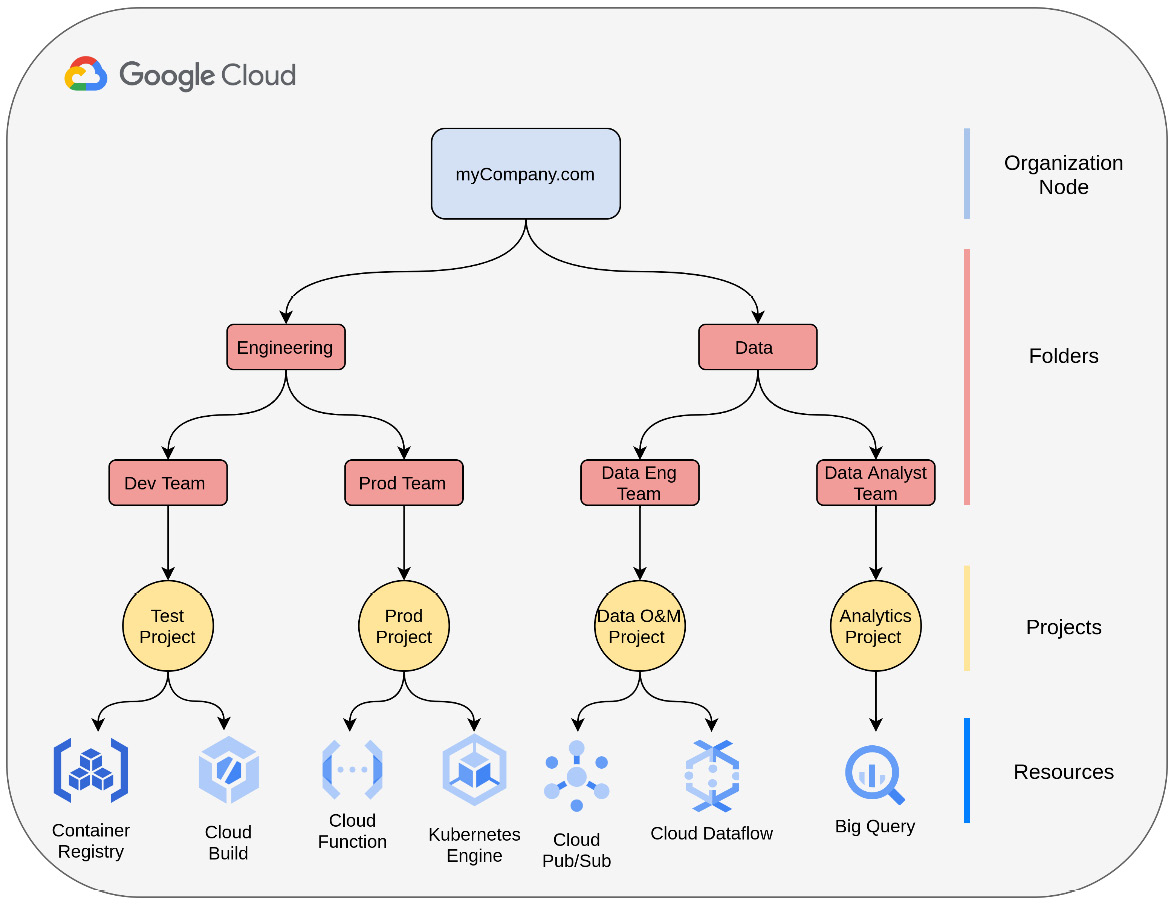 Google Cloud
myCompany.com
Organization
Node
Engineering
Data
Folders
Dev Team
Prod Team
Data Eng
Team
Data Analyst
Team
Test
Project
Prod
Project
Data O&M
Project
Analytics
Project
Projects
Resources
Container
Registry
Cloud
Build
Cloud
Function
Kubernetes
Engine
Cloud
Pub/Sub
Cloud Dataflow
Big Query